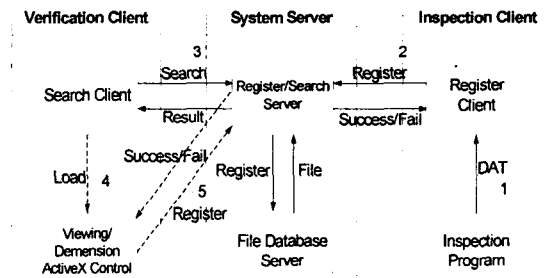 Verification Client System Server Inspection Client
3 2
Search Register
Search Client Register/Search Server Register Client
Result Success/Fail
Success/Fail
Load 4 Register File DAT
5 1
Register
Viewing/ Demension ActiveX Control File Database Server Inspection Program